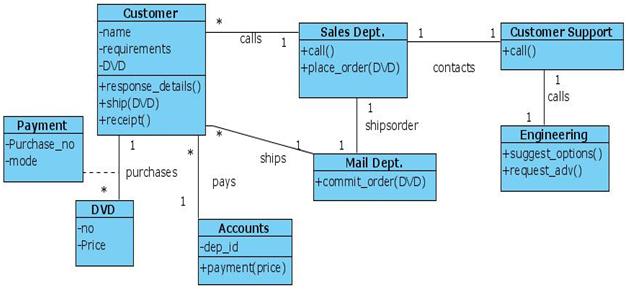 Customer
-name
-requirements
-DVD
+response_details()
+ship(DVD)
+receipt()
*
calls
1
Sales Dept.
+call()
+place_order(DVD)
1
1
contacts
Customer Support
+call()
1
calls
1
Engineering
+suggest_options()
+request_adv()
1
shipsorder
1
Payment
-Purchase_no
-mode
1
purchases
*
*
pays
1
*
ships
1
Mail Dept.
+commit_order(DVD)
DVD
-no
-Price
Accounts
-dep_id
+payment(price)